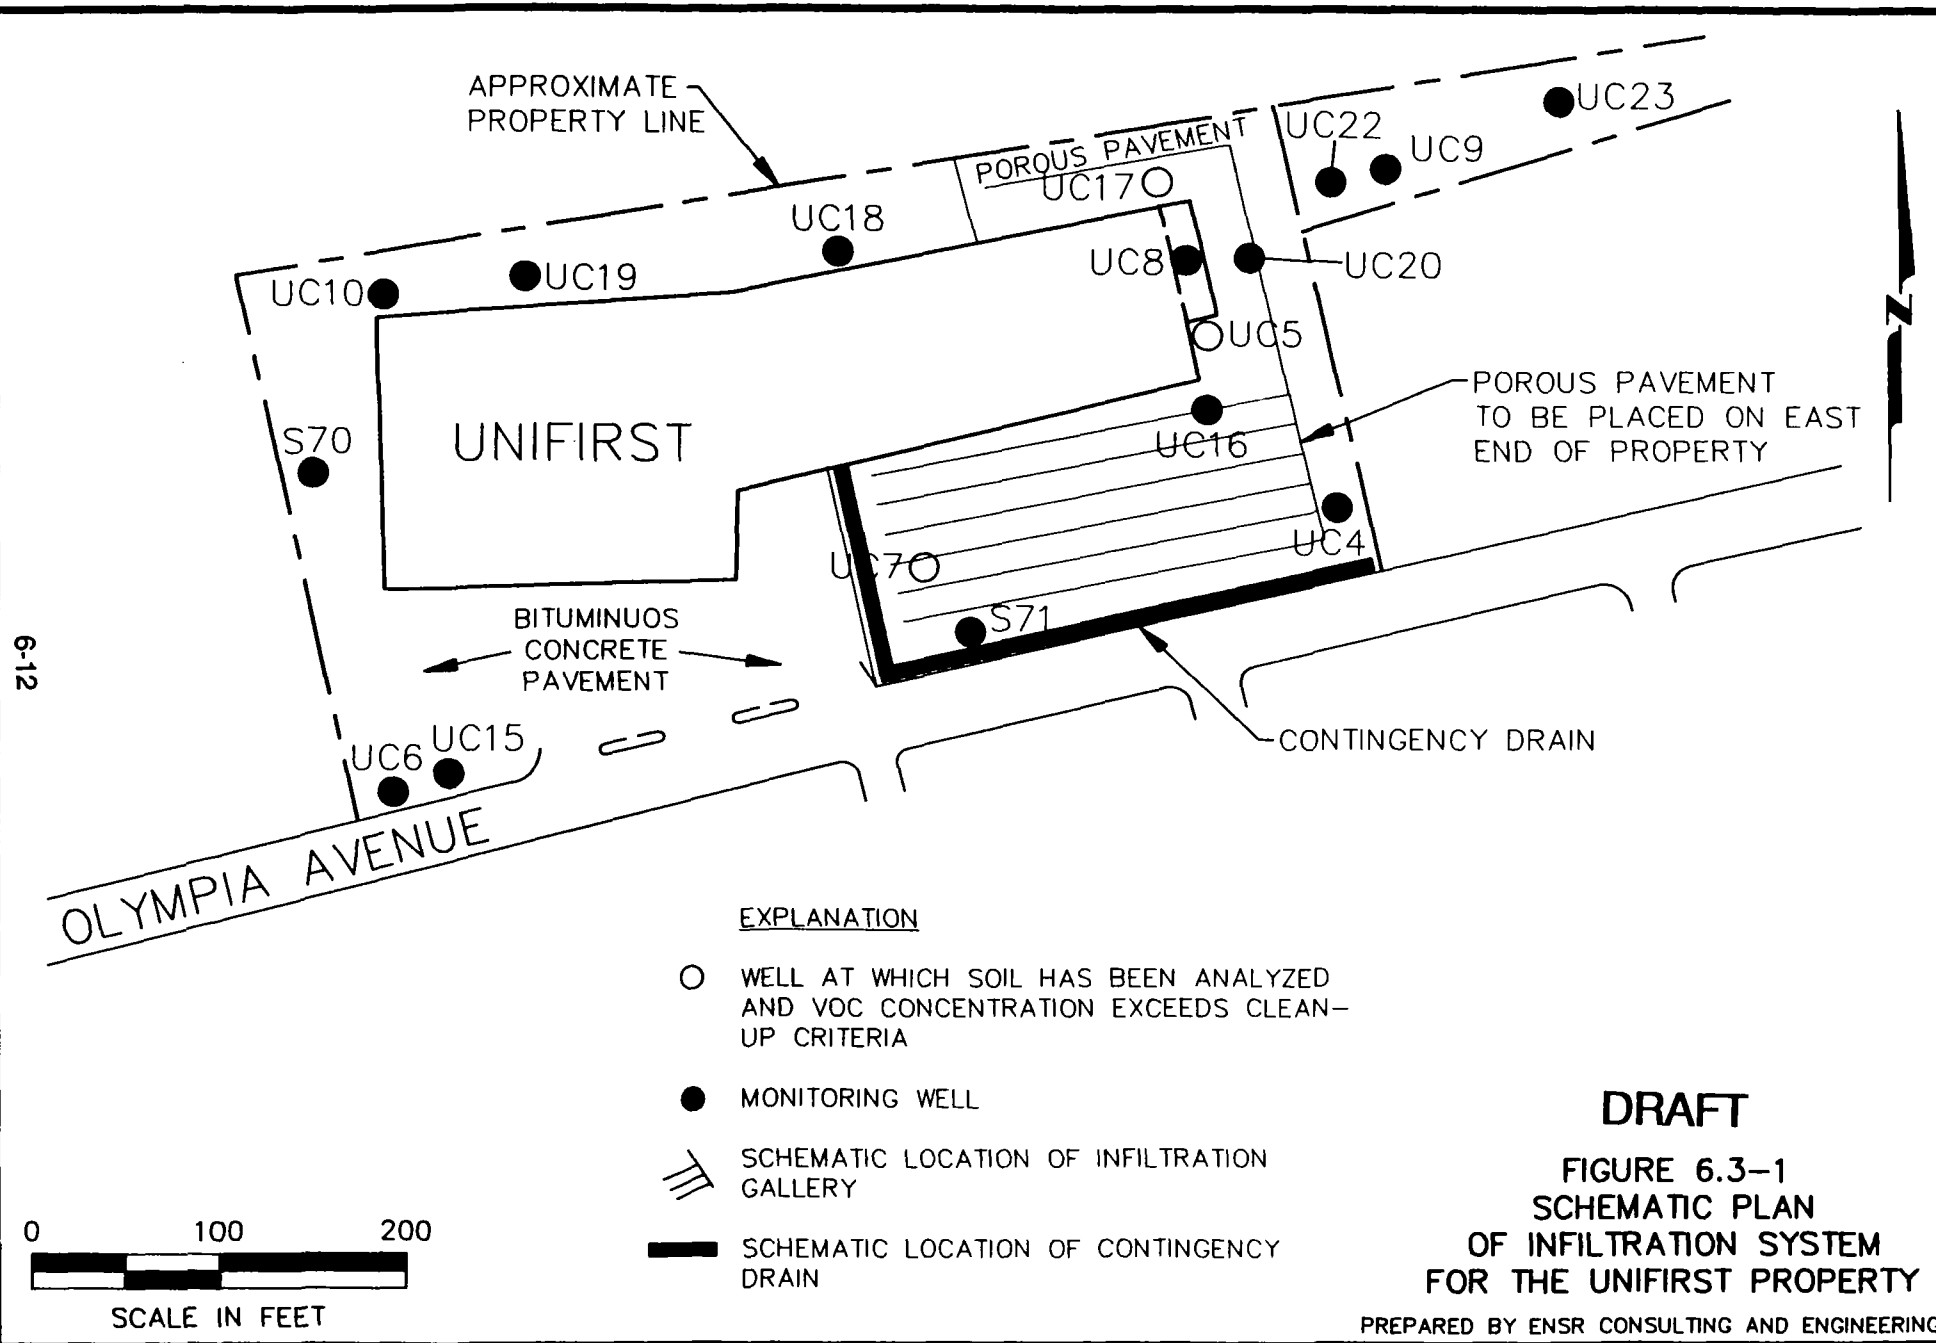 APPROXIMATE
PROPERTY LINE
POROUS PAVEMENT
UC17
UC22
UC9
UC23
UC18
UC10
UC19
UC8
UC20
UC5
N
S70
UNIFIRST
UC16
POROUS PAVEMENT
TO BE PLACED ON EAST
END OF PROPERTY
UC4
UC7
S71
BITUMINUOS
CONCRETE
PAVEMENT
6-12
UC6
UC15
CONTINGENCY DRAIN
OLYMPIA AVENUE
EXPLANATION
WELL AT WHICH SOIL HAS BEEN ANALYZED
AND VOC CONCENTRATION EXCEEDS CLEAN-
UP CRITERIA
MONITORING WELL
SCHEMATIC LOCATION OF INFILTRATION
GALLERY
SCHEMATIC LOCATION OF CONTINGENCY
DRAIN
0 100 200
SCALE IN FEET
DRAFT
FIGURE 6.3-1
SCHEMATIC PLAN
OF INFILTRATION SYSTEM
FOR THE UNIFIRST PROPERTY
PREPARED BY ENSR CONSULTING AND ENGINEERING